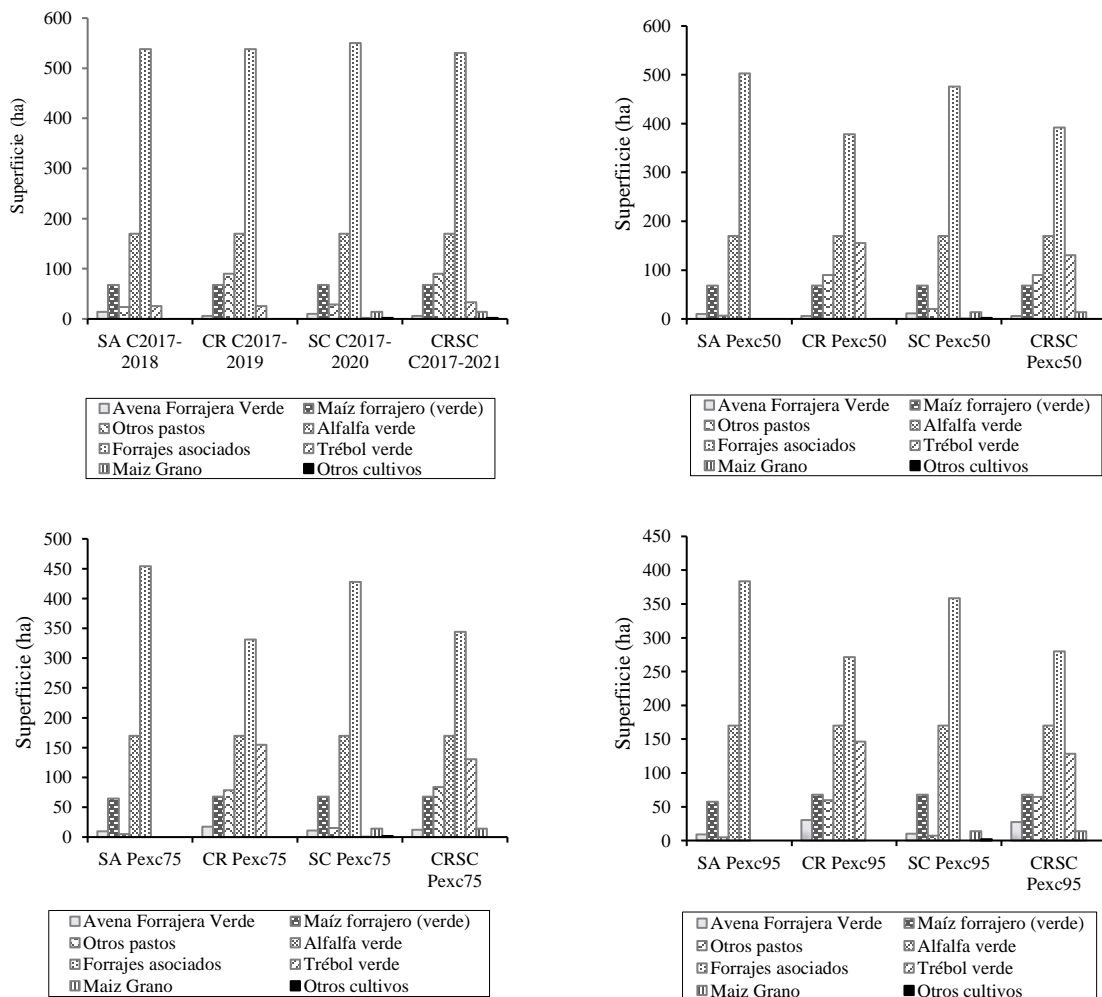 Superfiicie (ha)
600
500
400
300
200
100
0
SA C2017-
2018
CR C2017-
2019
SC C2017-
2020
CRSC
C2017-2021
Avena Forrajera Verde
Maíz forrajero (verde)
Otros pastos
Alfalfa verde
Forrajes asociados
Trébol verde
Maiz Grano
Otros cultivos
Superfiicie (ha)
600
500
400
300
200
100
0
SA Pexc50
CR Pexc50
SC Pexc50
CRSC
Pexc50
Avena Forrajera Verde
Maíz forrajero (verde)
Otros pastos
Alfalfa verde
Forrajes asociados
Trébol verde
Maiz Grano
Otros cultivos
Superfiicie (ha)
500
450
400
350
300
250
200
150
100
50
0
SA Pexc75
CR Pexc75
SC Pexc75
CRSC
Pexc75
Avena Forrajera Verde
Maíz forrajero (verde)
Otros pastos
Alfalfa verde
Forrajes asociados
Trébol verde
Maiz Grano
Otros cultivos
Superfiicie (ha)
450
400
350
300
250
200
150
100
50
0
SA Pexc95
CR Pexc95
SC Pexc95
CRSC
Pexc95
Avena Forrajera Verde
Maíz forrajero (verde)
Otros pastos
Alfalfa verde
Forrajes asociados
Trébol verde
Maiz Grano
Otros cultivos